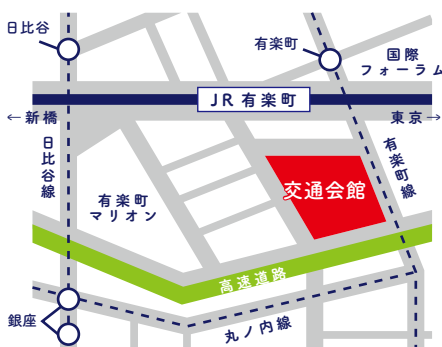 日比谷
有楽町
国際
フォーラム
JR 有楽町
←新橋
東京→
日比谷線
有楽町線
有楽町
マリオン
交通会館
高速道路
銀座
丸ノ内線